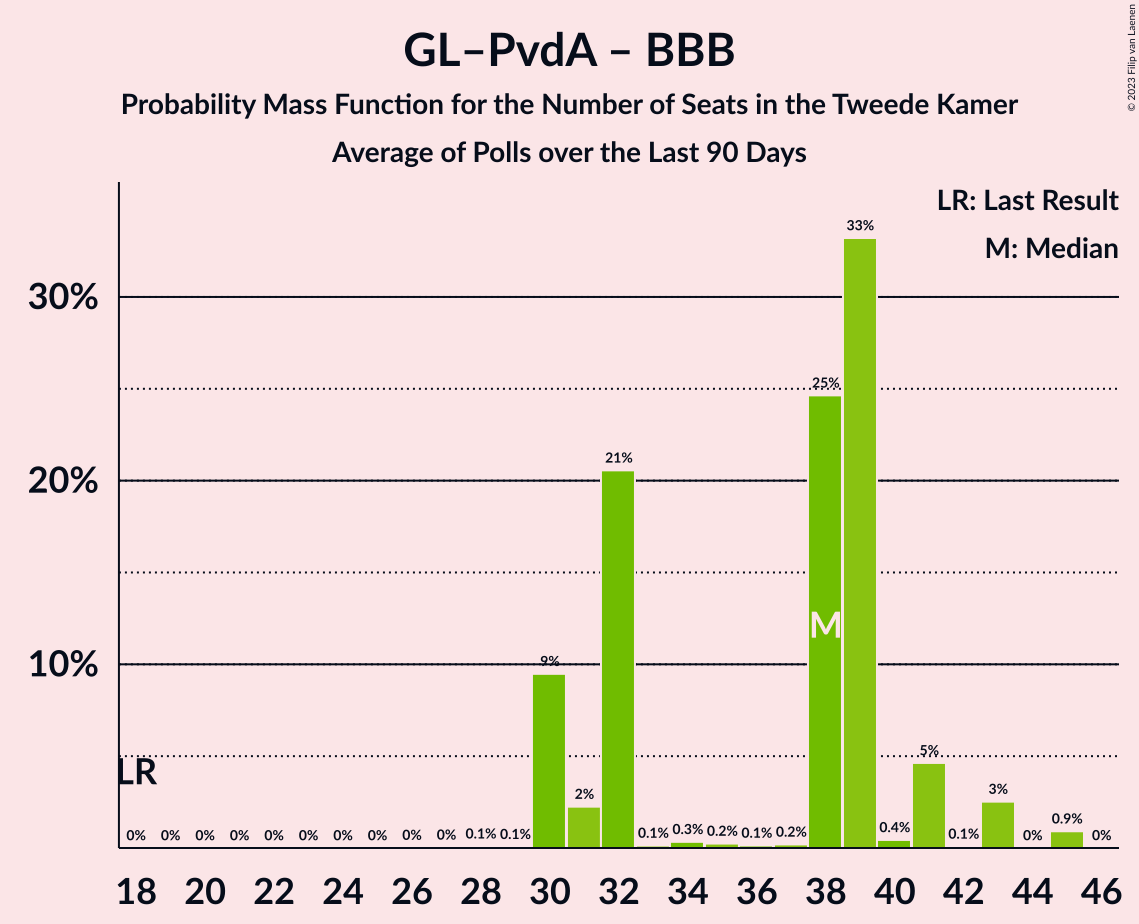 GL–PvdA – BBB
Probability Mass Function for the Number of Seats in the Tweede Kamer
Average of Polls over the Last 90 Days
© 2023 Filip van Laenen
LR: Last Result
M: Median
33%
30%
25%
21%
20%
M
10%
9%
LR
5%
2%
3%
0% 0% 0% 0% 0% 0% 0% 0% 0% 0% 0.1% 0.1% 0.1% 0.3% 0.2% 0.1% 0.2% 0.4% 0.1% 0% 0.9% 0%
18 20 22 24 26 28 30 32 34 36 38 40 42 44 46